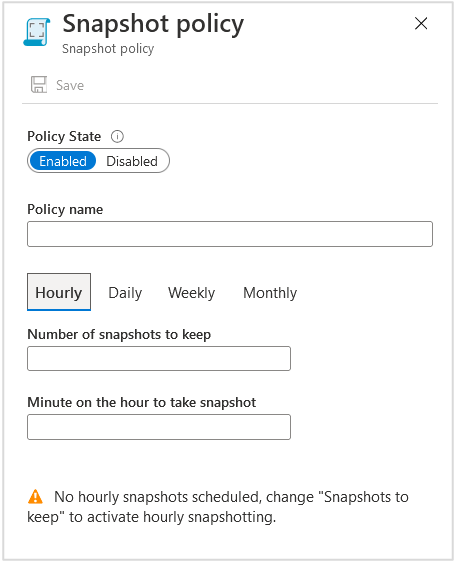 Snapshot policy
Snapshot policy
Save
Policy State
Enabled Disabled
Policy name
Hourly Daily Weekly Monthly
Number of snapshots to keep
Minute on the hour to take snapshot
No hourly snapshots scheduled, change "Snapshots to
keep" to activate hourly snapshotting.